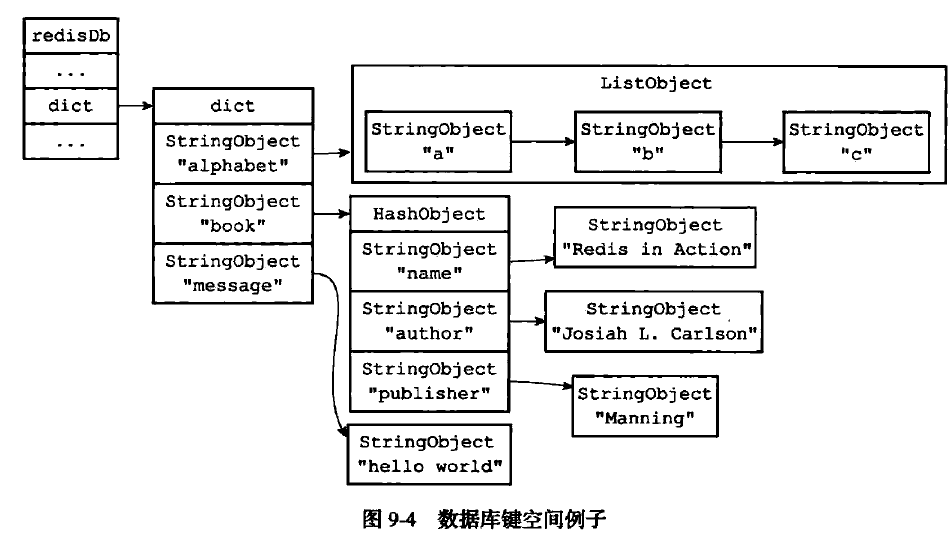 redisDb
...
dict
...
dict
StringObject
"alphabet"
StringObject
"book"
StringObject
"message"
ListObject
StringObject
"a"
StringObject
"b"
StringObject
"c"
HashObject
StringObject
"name"
StringObject
"author"
StringObject
"publisher"
StringObject
"Redis in Action"
StringObject
"Josiah L. Carlson"
StringObject
"Manning"
StringObject
"hello world"
图 9-4 数据库键空间例子